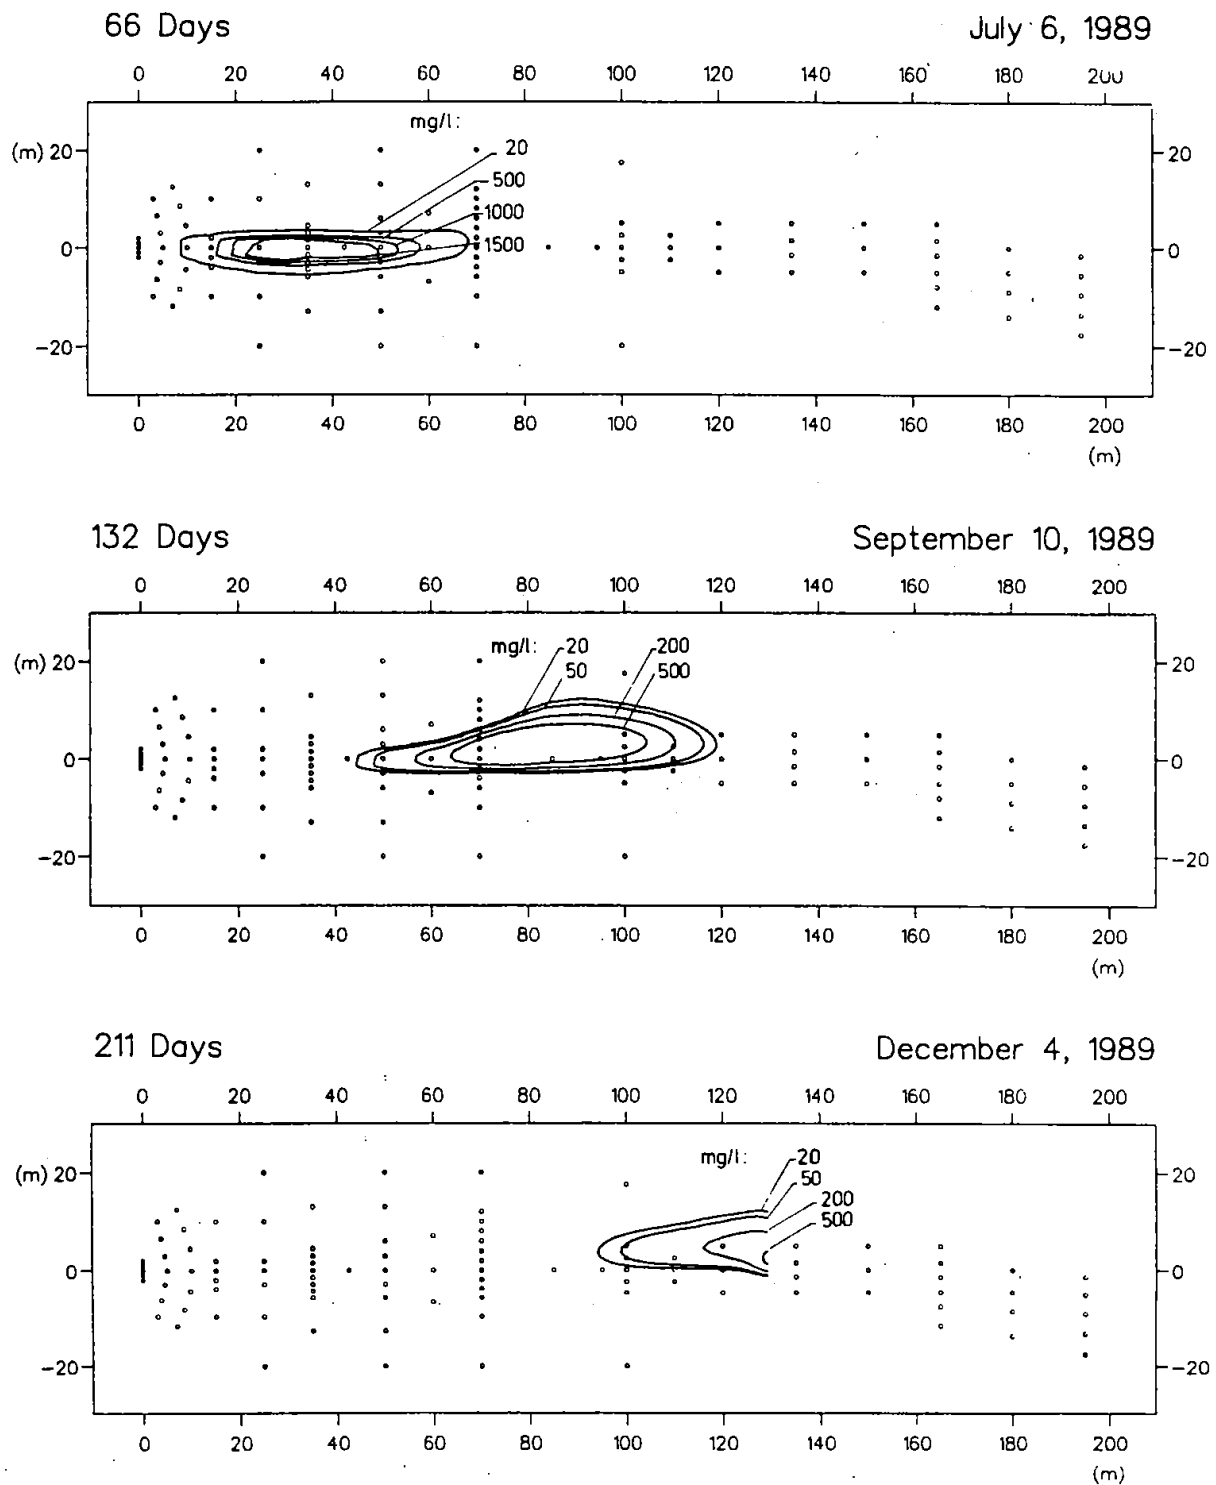 66 Days July 6, 1989
0 20 40 60 80 100 120 140 160 180 200
mg/l:
(m) 20 20 20
500
1000
0 1500 0
-20 -20
0 20 40 60 80 100 120 140 160 180 200
(m)
132 Days September 10, 1989
0 20 40 60 80 100 120 140 160 180 200
mg/l: 20 200
(m) 20 50 500 20
0 0
-20 -20
0 20 40 60 80 100 120 140 160 180 200
(m)
211 Days December 4, 1989
0 20 40 60 80 100 120 140 160 180 200
mg/l: 20
(m) 20 50 20
200
500
0 0
-20 -20
0 20 40 60 80 100 120 140 160 180 200
(m)